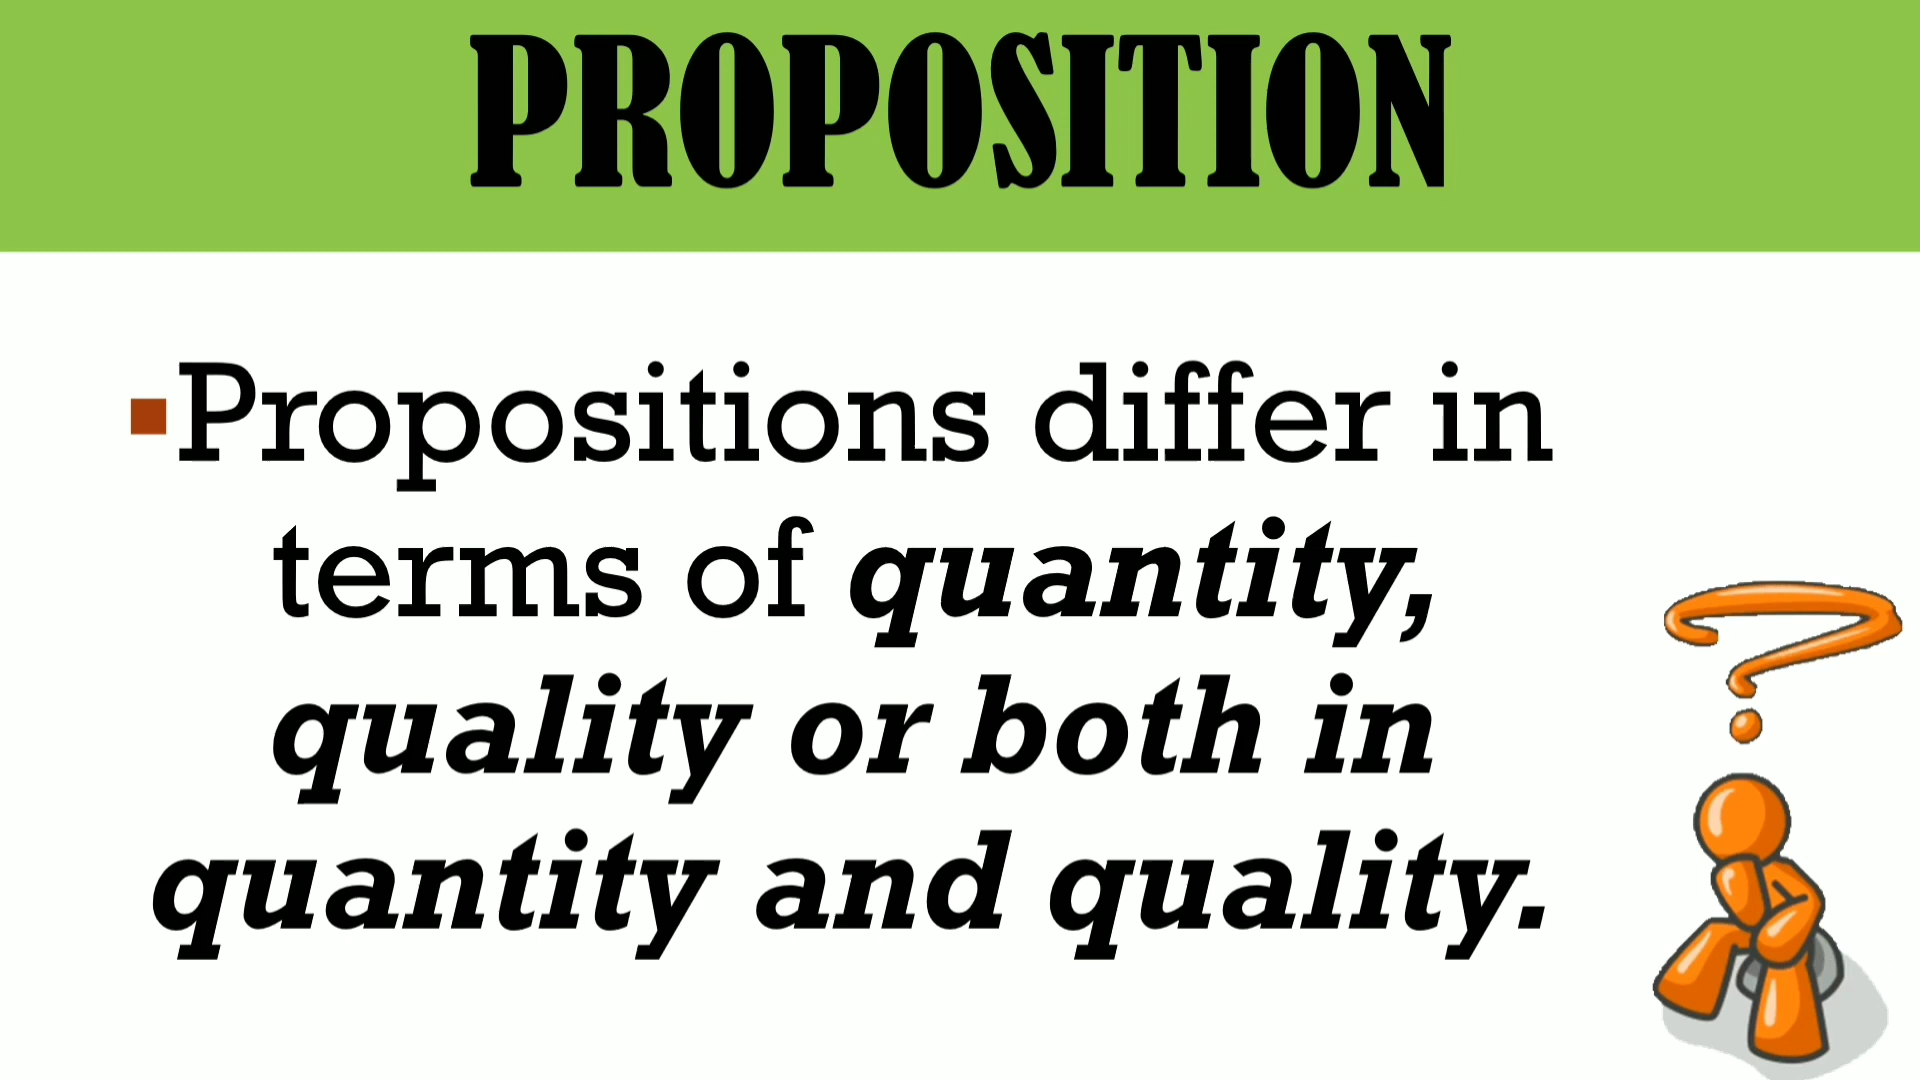 PROPOSITION
▪Propositions differ in
terms of quantity,
quality or both in
quantity and quality.